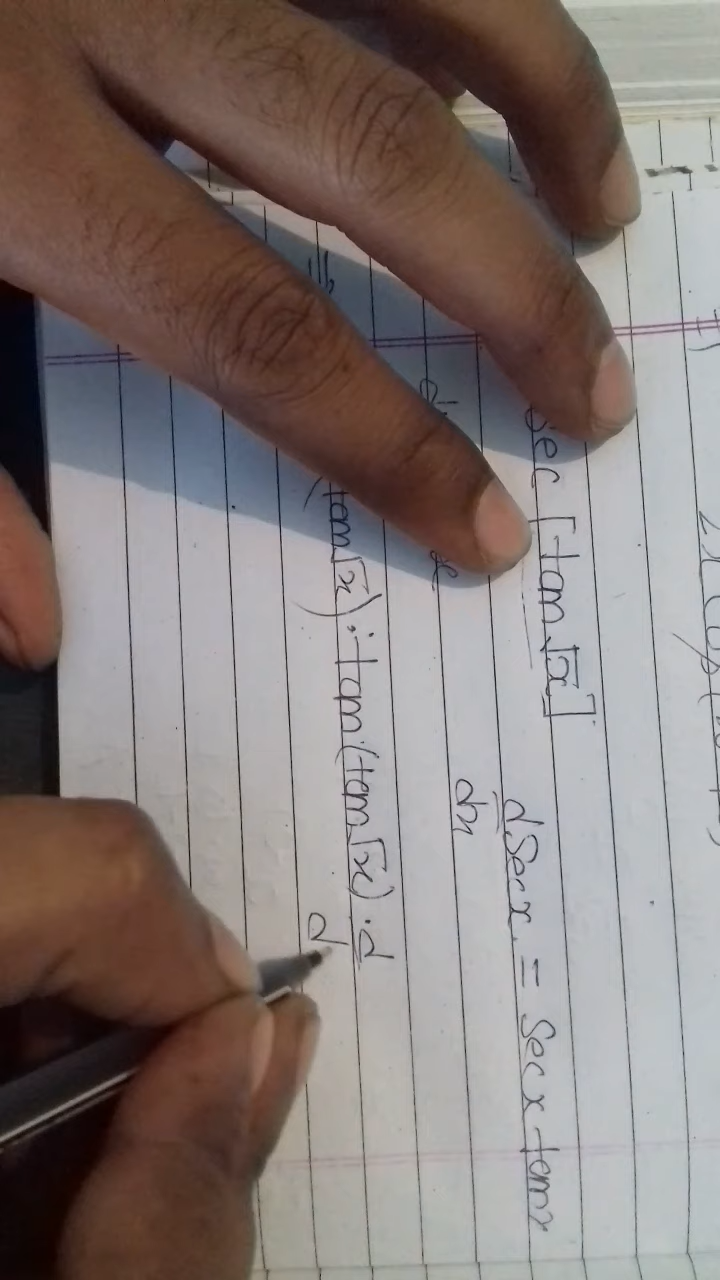 Sec [tan √x]
d Sec x = Sec x tan x
dx
tan √x) . tan (tan √x) . d
d